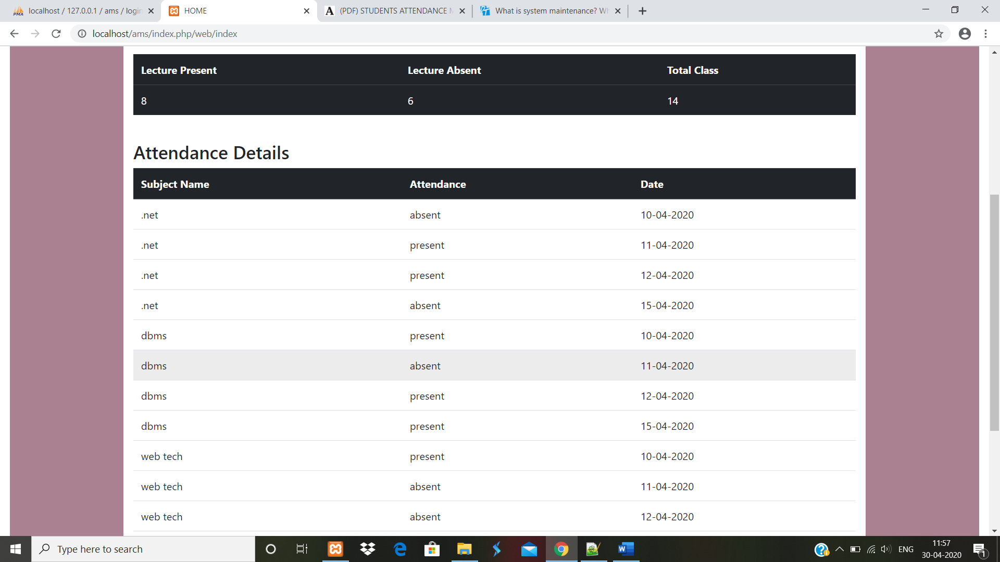 localhost / 127.0.0.1 / ams / login
HOME
(PDF) STUDENTS ATTENDANCE M
What is system maintenance? Wh
localhost/ams/index.php/web/index
Lecture Present Lecture Absent Total Class
8 6 14
Attendance Details
Subject Name Attendance Date
.net absent 10-04-2020
.net present 11-04-2020
.net present 12-04-2020
.net absent 15-04-2020
dbms present 10-04-2020
dbms absent 11-04-2020
dbms present 12-04-2020
dbms present 15-04-2020
web tech present 10-04-2020
web tech absent 11-04-2020
web tech absent 12-04-2020
Type here to search
ENG
11:57
30-04-2020
1